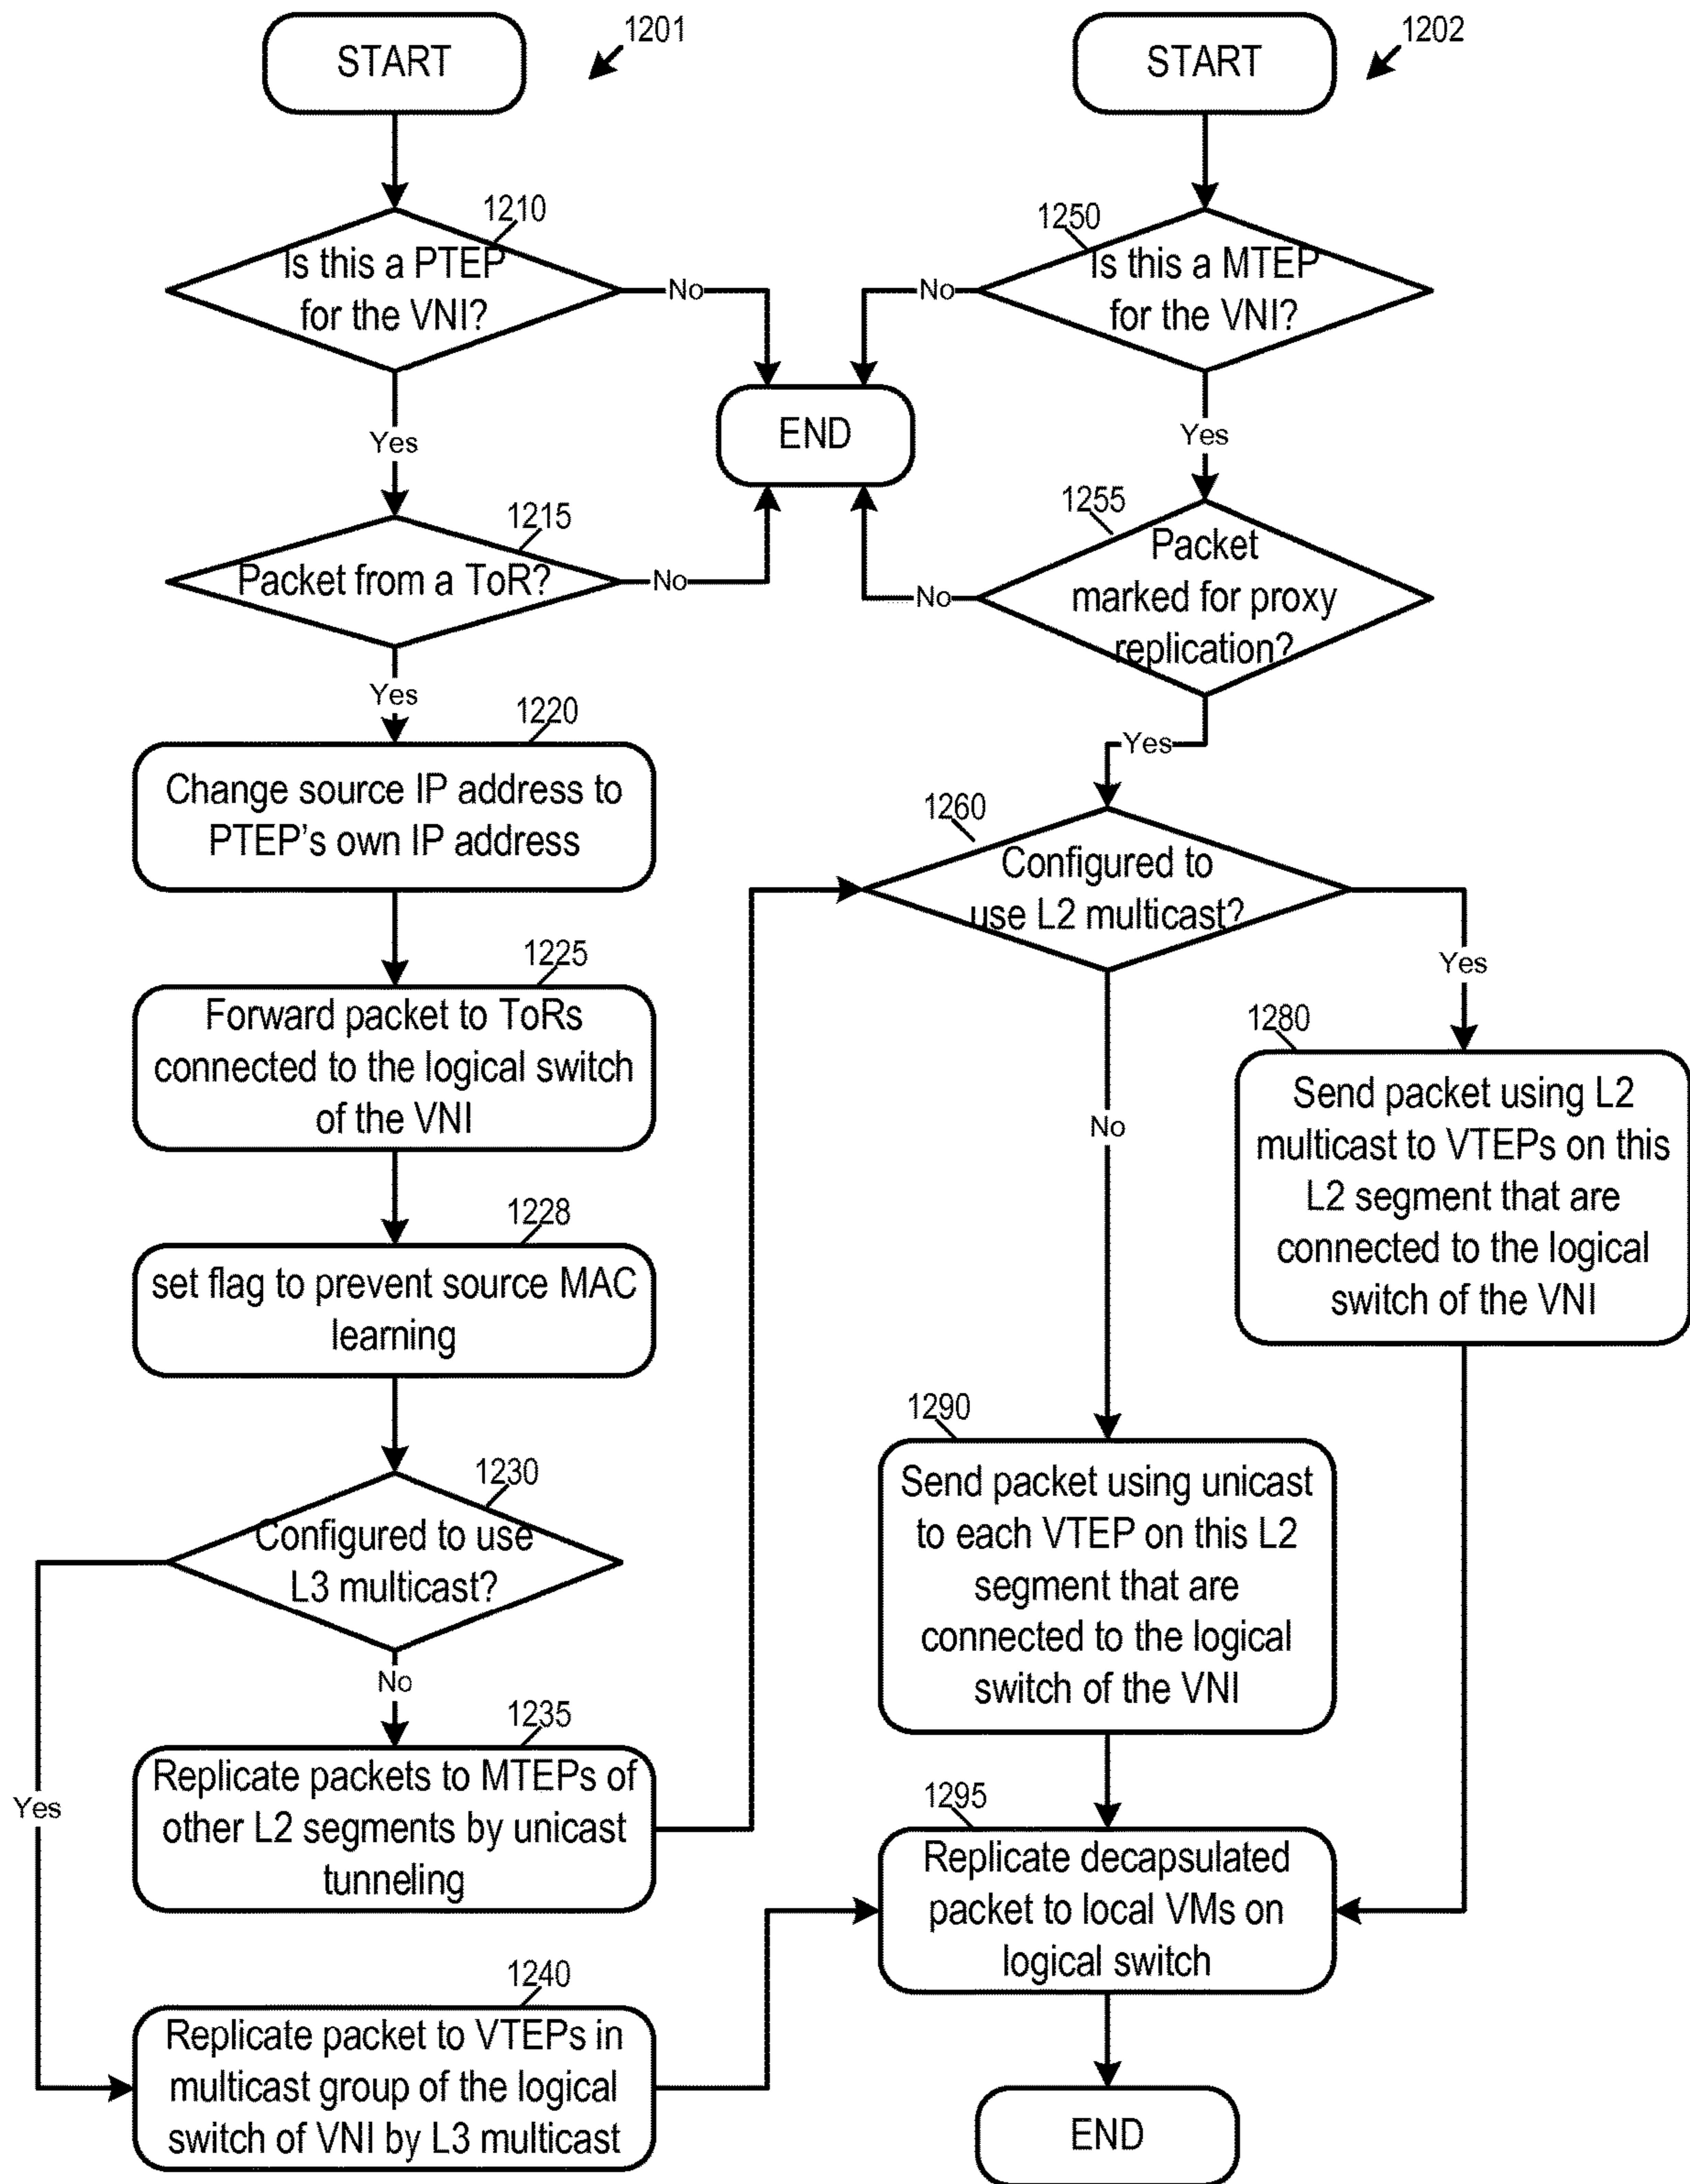 START
1201
START
1202
1210
Is this a PTEP
for the VNI?
No
Yes
1250
Is this a MTEP
for the VNI?
No
Yes
END
1215
Packet from a ToR?
No
Yes
1255
Packet
marked for proxy
replication?
No
Yes
1220
Change source IP address to
PTEP's own IP address
1260
Configured to
use L2 multicast?
Yes
No
1225
Forward packet to ToRs
connected to the logical switch
of the VNI
1280
Send packet using L2
multicast to VTEPs on this
L2 segment that are
connected to the logical
switch of the VNI
1228
set flag to prevent source MAC
learning
1230
Configured to use
L3 multicast?
No
Yes
1290
Send packet using unicast
to each VTEP on this L2
segment that are
connected to the logical
switch of the VNI
1235
Replicate packets to MTEPs of
other L2 segments by unicast
tunneling
1295
Replicate decapsulated
packet to local VMs on
logical switch
1240
Replicate packet to VTEPs in
multicast group of the logical
switch of VNI by L3 multicast
END